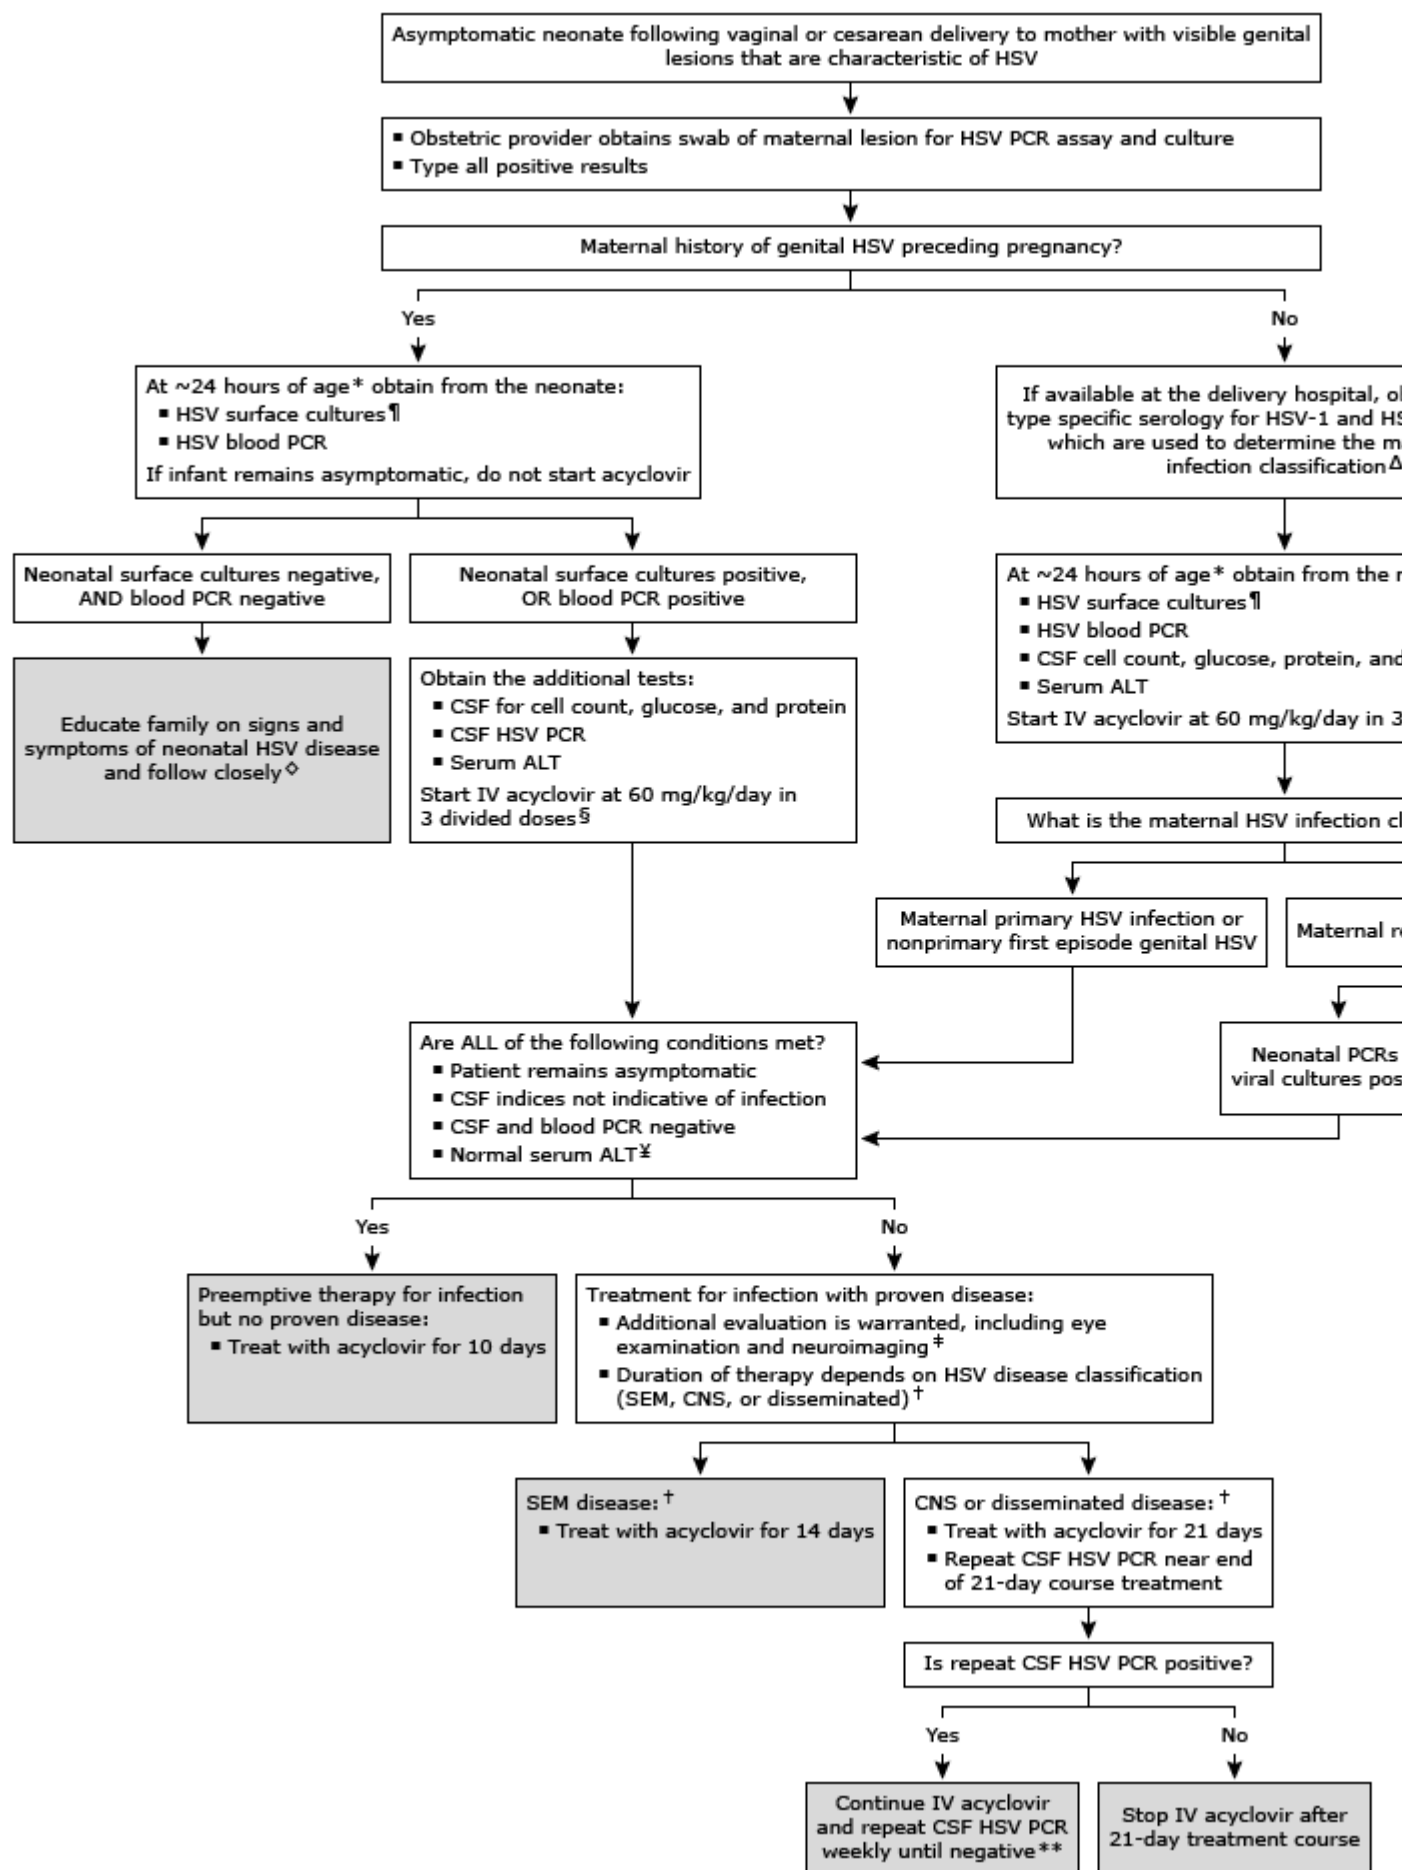 Asymptomatic neonate following vaginal or cesarean delivery to mother with visible genital
lesions that are characteristic of HSV
▪ Obstetric provider obtains swab of maternal lesion for HSV PCR assay and culture
▪ Type all positive results
Maternal history of genital HSV preceding pregnancy?
Yes
No
At ~24 hours of age* obtain from the neonate:
▪ HSV surface cultures¶
▪ HSV blood PCR
If infant remains asymptomatic, do not start acyclovir
If available at the delivery hospital,
type specific serology for HSV-1 and
which are used to determine the
infection classificationΔ
Neonatal surface cultures negative,
AND blood PCR negative
Neonatal surface cultures positive,
OR blood PCR positive
At ~24 hours of age* obtain from the
▪ HSV surface cultures¶
▪ HSV blood PCR
▪ CSF cell count, glucose, protein, and
▪ Serum ALT
Start IV acyclovir at 60 mg/kg/day in 3
Educate family on signs and
symptoms of neonatal HSV disease
and follow closely◇
Obtain the additional tests:
▪ CSF for cell count, glucose, and protein
▪ CSF HSV PCR
▪ Serum ALT
Start IV acyclovir at 60 mg/kg/day in
3 divided doses§
What is the maternal HSV infection
Maternal primary HSV infection or
nonprimary first episode genital HSV
Maternal
Are ALL of the following conditions met?
▪ Patient remains asymptomatic
▪ CSF indices not indicative of infection
▪ CSF and blood PCR negative
▪ Normal serum ALT¥
Neonatal PCRs
viral cultures
Yes
No
Preemptive therapy for infection
but no proven disease:
▪ Treat with acyclovir for 10 days
Treatment for infection with proven disease:
▪ Additional evaluation is warranted, including eye
examination and neuroimaging‡
▪ Duration of therapy depends on HSV disease classification
(SEM, CNS, or disseminated)†
SEM disease:†
▪ Treat with acyclovir for 14 days
CNS or disseminated disease:†
▪ Treat with acyclovir for 21 days
▪ Repeat CSF HSV PCR near end
of 21-day course treatment
Is repeat CSF HSV PCR positive?
Yes
No
Continue IV acyclovir
and repeat CSF HSV PCR
weekly until negative**
Stop IV acyclovir after
21-day treatment course